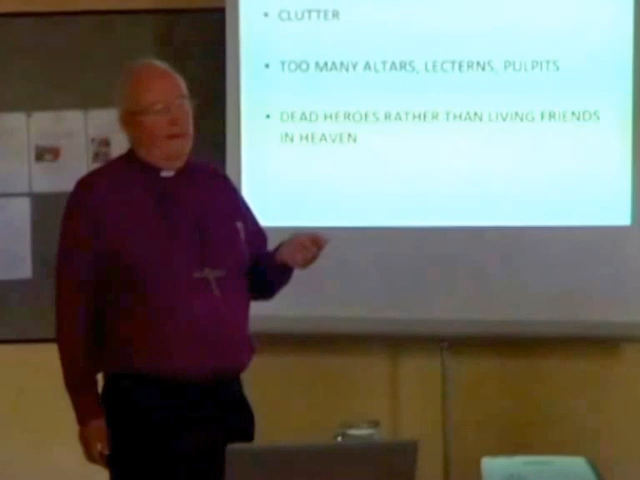 • CLUTTER
• TOO MANY ALTARS, LECTERNS, PULPITS
• DEAD HEROES RATHER THAN LIVING FRIENDS
IN HEAVEN